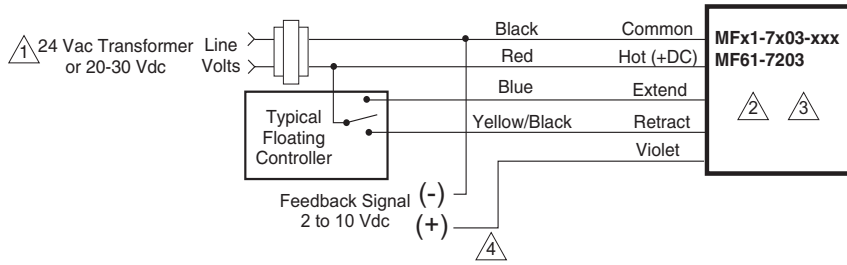 1
24 Vac Transformer
or 20-30 Vdc
Line
Volts
Black
Common
Red
Hot (+DC)
Blue
Extend
Yellow/Black
Retract
Violet
MFx1-7x03-xxx
MF61-7203
2
3
Typical
Floating
Controller
Feedback Signal
2 to 10 Vdc
(-)
(+)
4